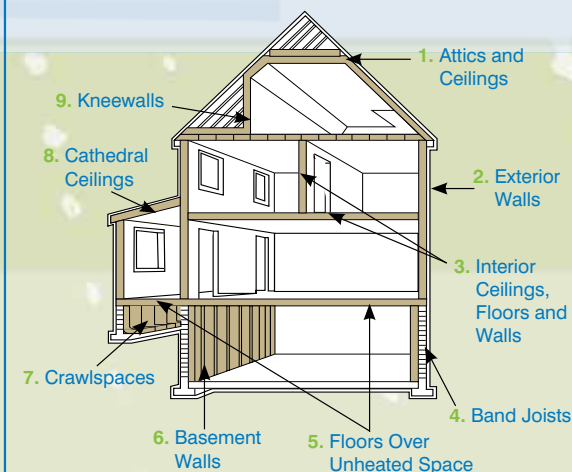 1. Attics and
Ceilings
9. Kneewalls
8. Cathedral
Ceilings
2. Exterior
Walls
3. Interior
Ceilings,
Floors and
Walls
7. Crawlspaces
4. Band Joists
6. Basement
Walls
5. Floors Over
Unheated Space